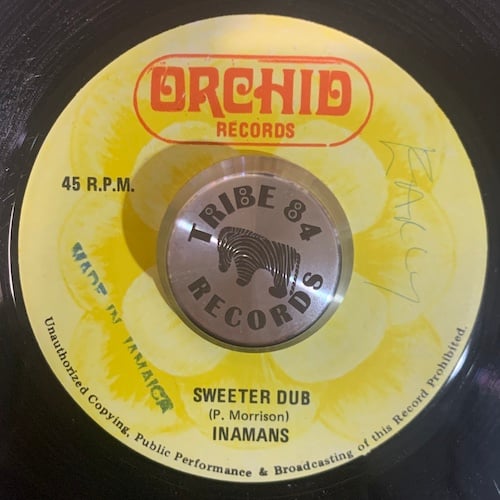 ORCHID
RECORDS
45 R.P.M.
TRIBE 84
RECORDS
MADE IN JAMAICA
SWEETER DUB
(P. Morrison)
INAMANS
Unauthorized Copying, Public Performance & Broadcasting of this Record Prohibited.